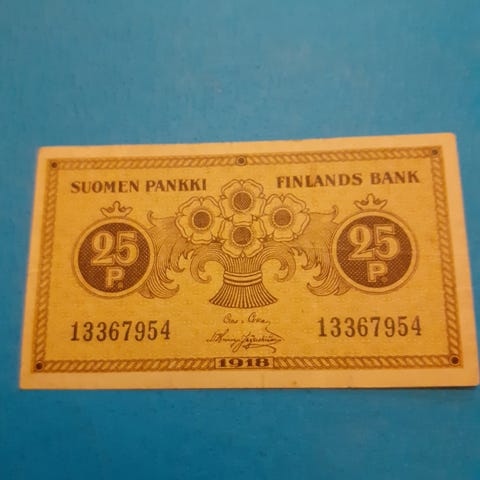 SUOMEN PANKKI FINLANDS BANK
25 P. 25 P.
13367954 13367954
1918